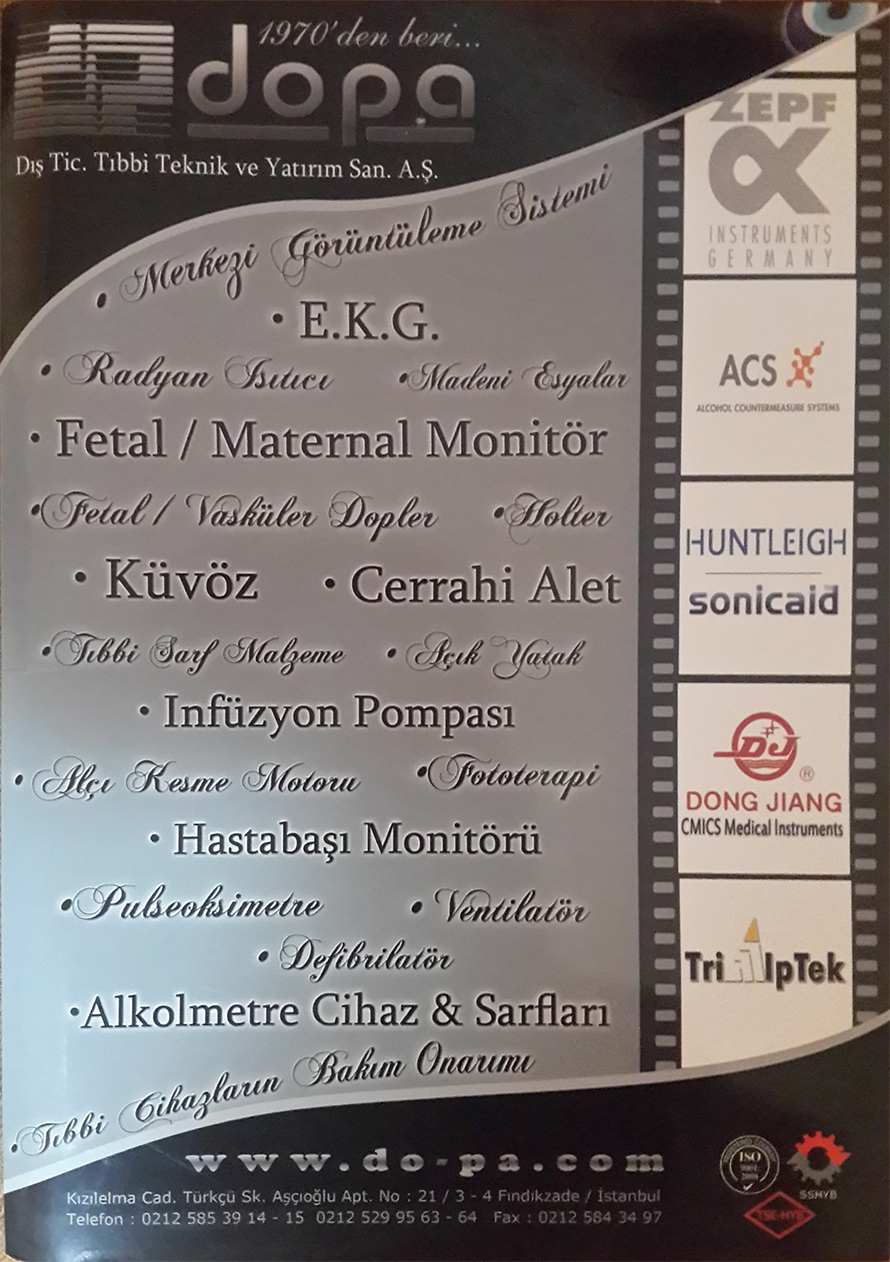 1970'den beri...
dopa
Dış Tic. Tıbbi Teknik ve Yatırım San. A.Ş.
• Merkezi Görüntüleme Sistemi
• E.K.G.
• Radyan Isıtıcı • Madeni Esyalar
• Fetal / Maternal Monitör
• Fetal / Vasküler Dopler • Holter
• Küvöz • Cerrahi Alet
• Tıbbi Sarf Malzeme • Açık Yatak
• Infüzyon Pompası
• Alçı Kesme Motoru • Fototerapi
• Hastabaşı Monitörü
• Pulseoksimetre • Ventilatör
• Defibrilatör
• Alkolmetre Cihaz & Sarfları
• Tıbbi Cihazların Bakım Onarımı
ZEPF
INSTRUMENTS
GERMANY
ACS
ALCOHOL COUNTERMEASURE SYSTEMS
HUNTLEIGH
sonicaid
DJ
®
DONG JIANG
CMICS Medical Instruments
TriAlpTek
www.do-pa.com
Kızılelma Cad. Türkçü Sk. Aşçıoğlu Apt. No : 21 / 3 - 4 Fındıkzade / İstanbul
Telefon : 0212 585 39 14 - 15 0212 529 95 63 - 64 Fax : 0212 584 34 97
ISO
9001
2008
SSHYB
TSE-HYB